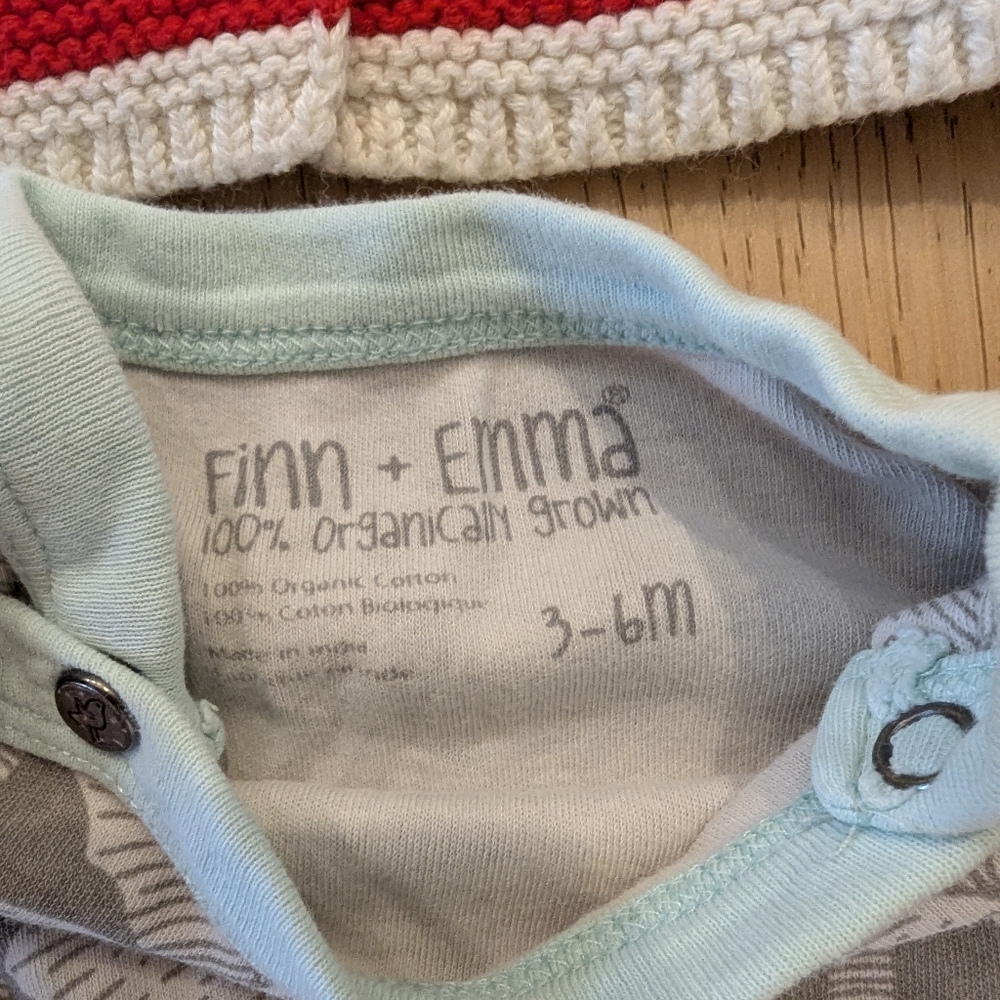 Finn + Emma®
100% organically grown
100% Organic Cotton
100% Coton Biologique
3-6M
Made in India